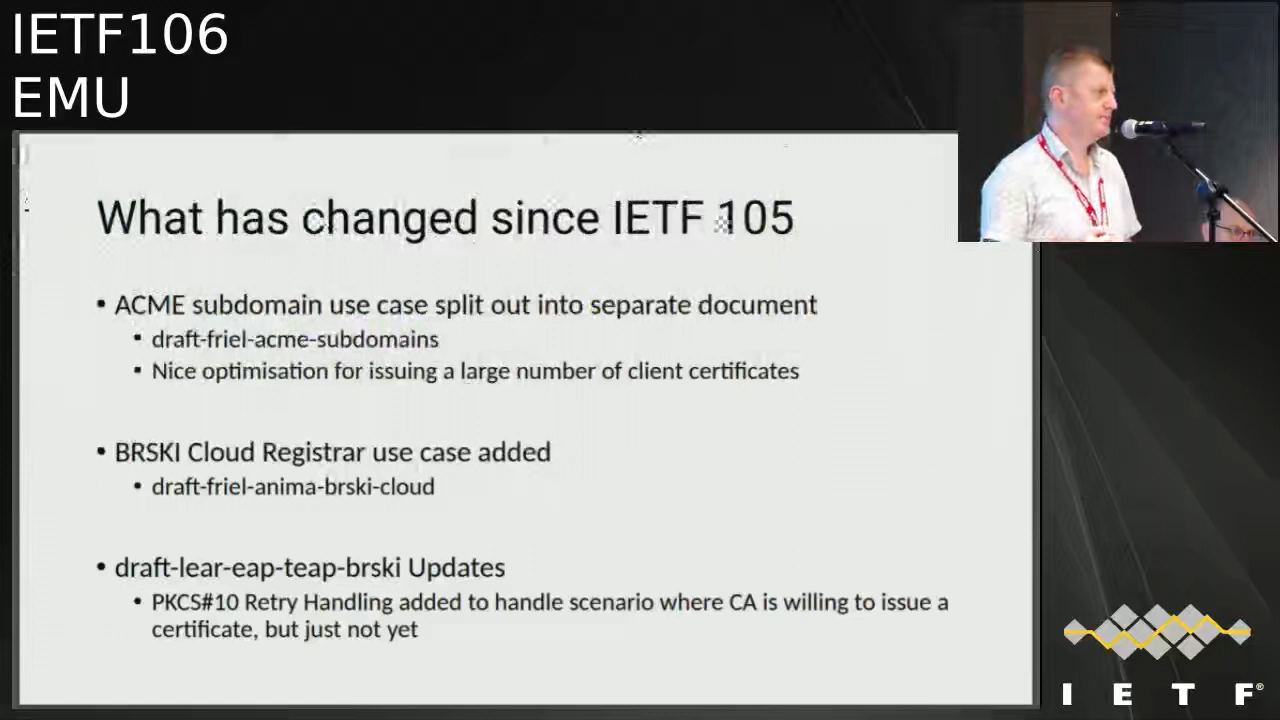 IETF106
EMU
What has changed since IETF 105
• ACME subdomain use case split out into separate document
• draft-friel-acme-subdomains
• Nice optimisation for issuing a large number of client certificates
• BRSKI Cloud Registrar use case added
• draft-friel-anima-brski-cloud
• draft-lear-eap-teap-brski Updates
• PKCS#10 Retry Handling added to handle scenario where CA is willing to issue a
certificate, but just not yet
I E T F®